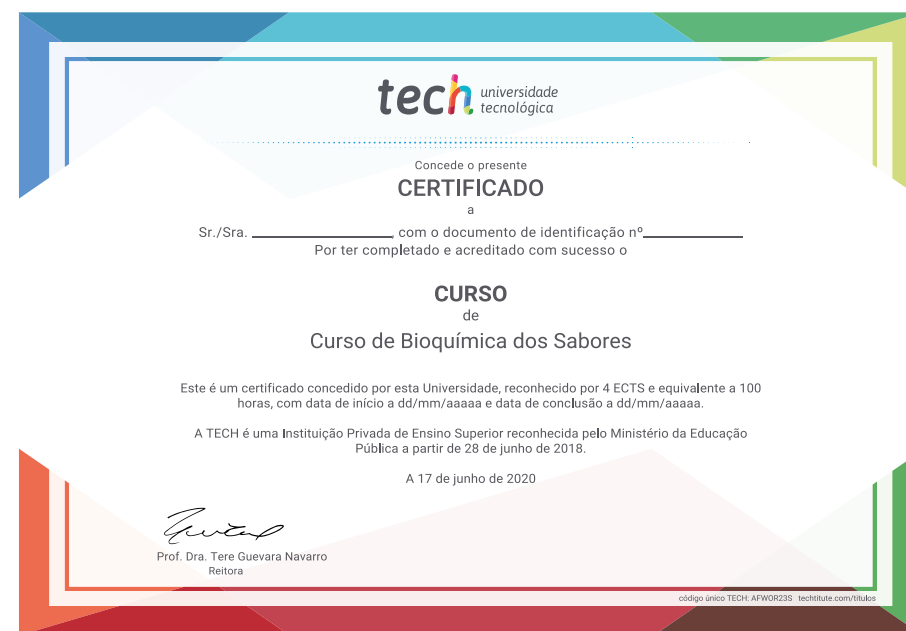 tech universidade
tecnológica
Concede o presente
CERTIFICADO
a
Sr./Sra. ________________, com o documento de identificação nº______________
Por ter completado e acreditado com sucesso o
CURSO
de
Curso de Bioquímica dos Sabores
Este é um certificado concedido por esta Universidade, reconhecido por 4 ECTS e equivalente a 100
horas, com data de início a dd/mm/aaaaa e data de conclusão a dd/mm/aaaaa.
A TECH é uma Instituição Privada de Ensino Superior reconhecida pelo Ministério da Educação
Pública a partir de 28 de junho de 2018.
A 17 de junho de 2020
Prof. Dra. Tere Guevara Navarro
Reitora
código único TECH: AFWOR23S techtitute.com/titulos